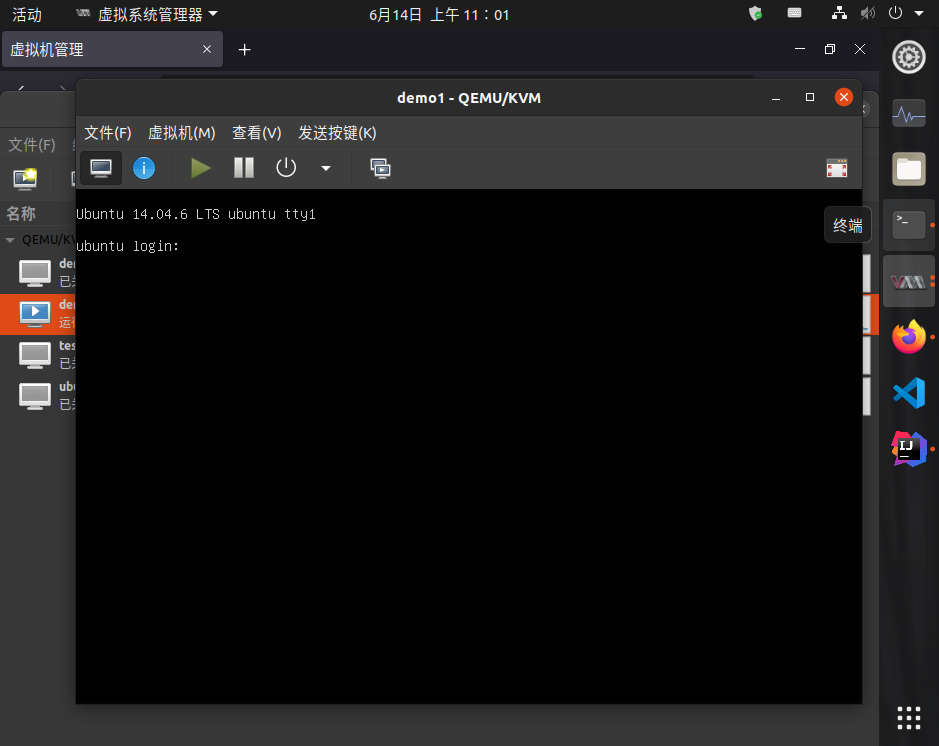 活动 虚拟系统管理器 6月14日 上午 11：01
虚拟机管理
demo1 - QEMU/KVM
文件(F) 虚拟机(M) 查看(V) 发送按键(K)
文件(F)
名称
QEMU/KV
Ubuntu 14.04.6 LTS ubuntu tty1
ubuntu login:
终端
de
已关
de
运行
tes
已关
ubu
已关
>_
IJ